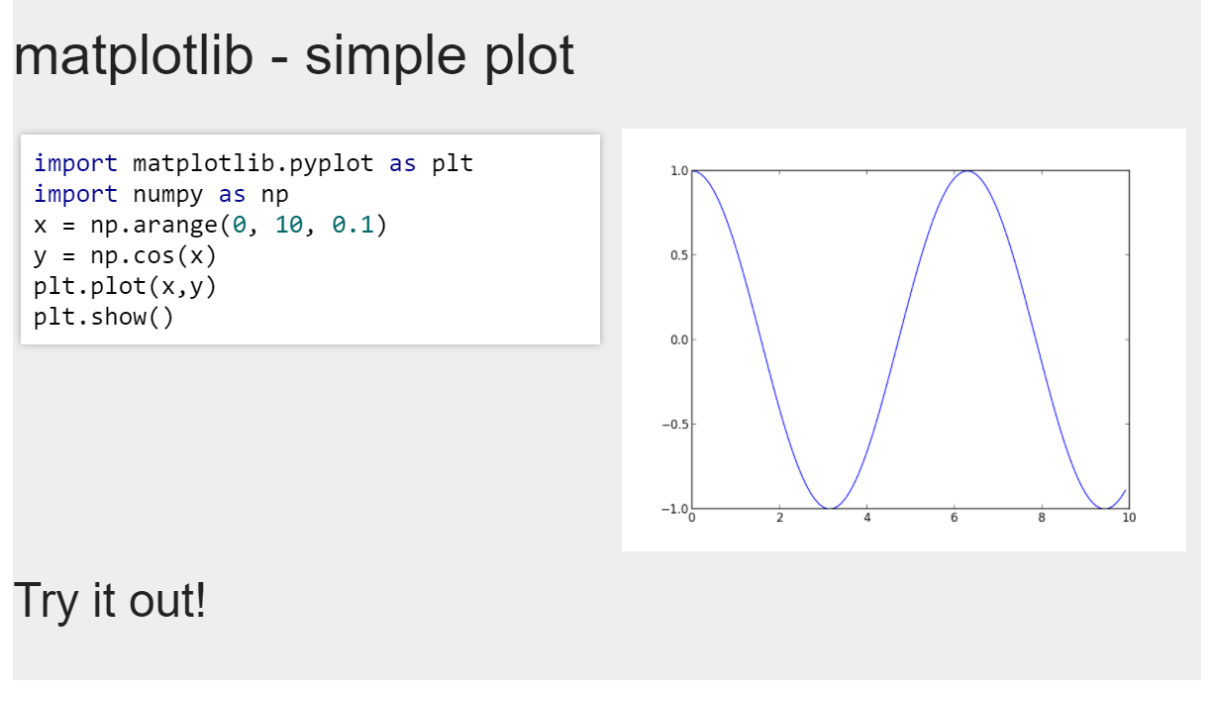 matplotlib - simple plot
import matplotlib.pyplot as plt
import numpy as np
x = np.arange(0, 10, 0.1)
y = np.cos(x)
plt.plot(x,y)
plt.show()
1.0
0.5
0.0
−0.5
−1.0
0 2 4 6 8 10
Try it out!